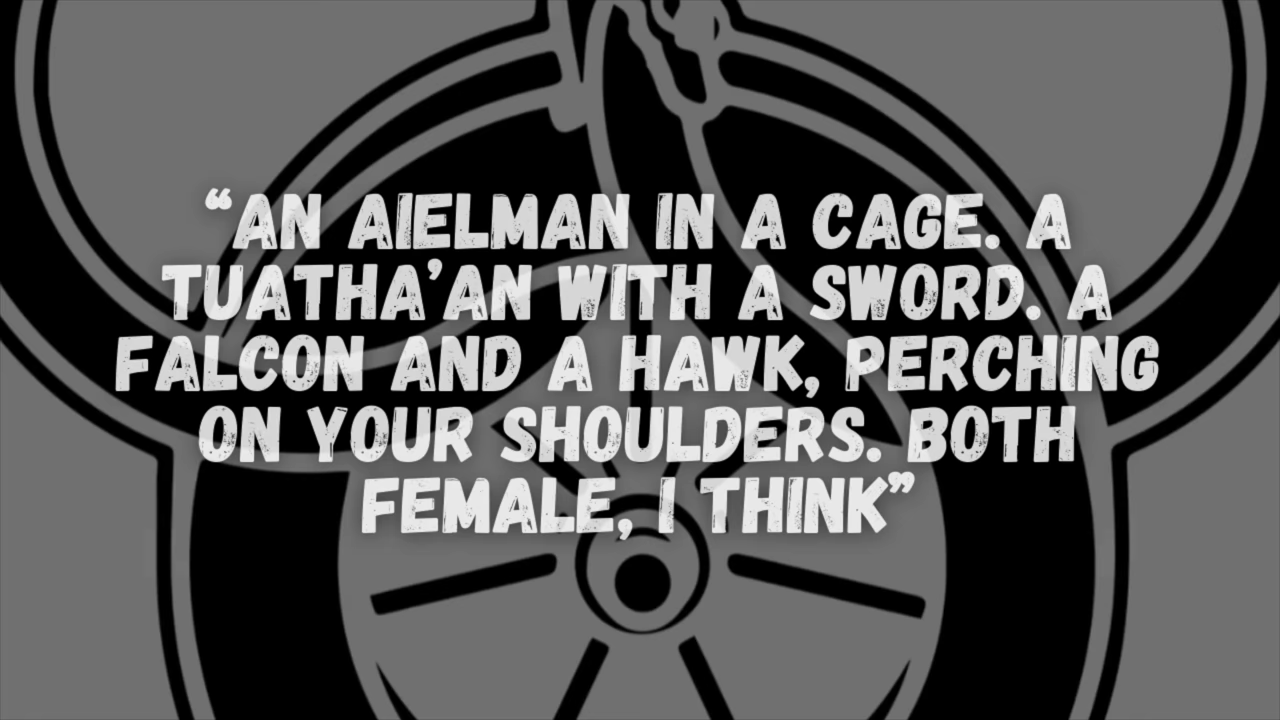 “AN AIELMAN IN A CAGE. A
TUATHA’AN WITH A SWORD. A
FALCON AND A HAWK, PERCHING
ON YOUR SHOULDERS. BOTH
FEMALE, I THINK”